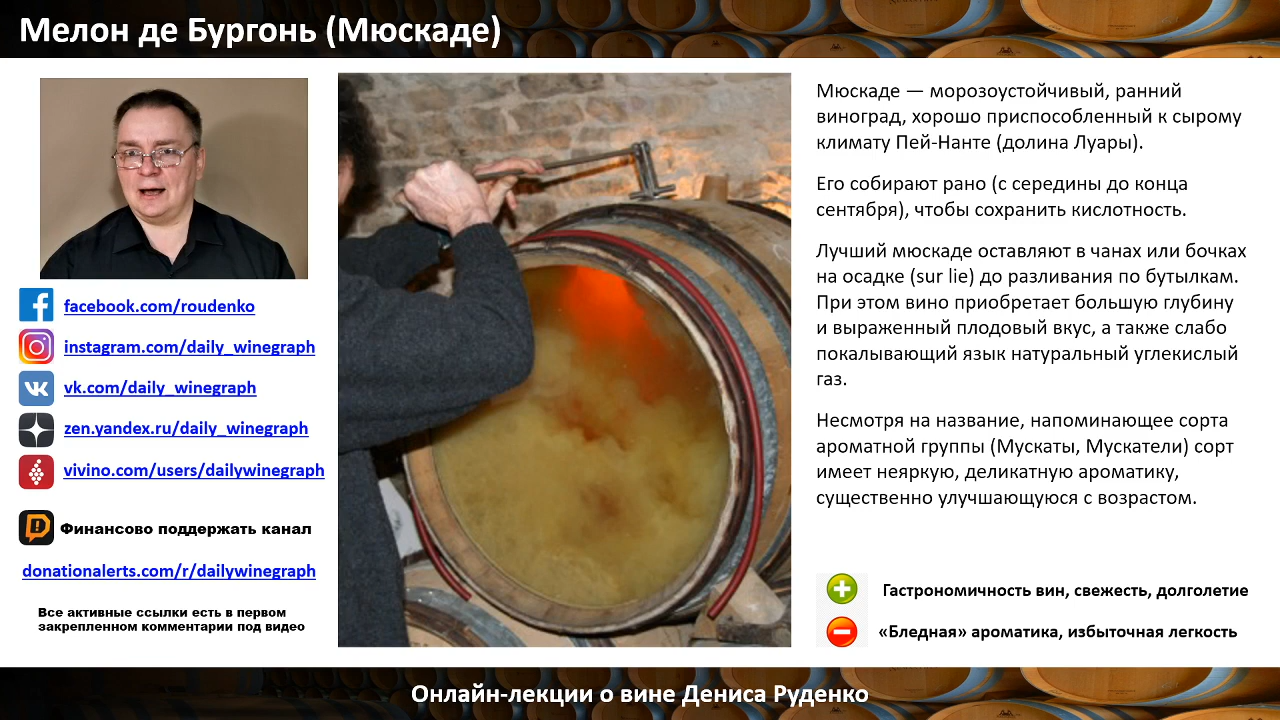 Мелон де Бургонь (Мюскаде)
facebook.com/roudenko
instagram.com/daily_winegraph
vk.com/daily_winegraph
zen.yandex.ru/daily_winegraph
vivino.com/users/dailywinegraph
Финансово поддержать канал
donationalerts.com/r/dailywinegraph
Все активные ссылки есть в первом
закрепленном комментарии под видео
Мюскаде — морозоустойчивый, ранний
виноград, хорошо приспособленный к сырому
климату Пей-Нанте (долина Луары).
Его собирают рано (с середины до конца
сентября), чтобы сохранить кислотность.
Лучший мюскаде оставляют в чанах или бочках
на осадке (sur lie) до разливания по бутылкам.
При этом вино приобретает большую глубину
и выраженный плодовый вкус, а также слабо
покалывающий язык натуральный углекислый
газ.
Несмотря на название, напоминающее сорта
ароматной группы (Мускаты, Мускатели) сорт
имеет неяркую, деликатную ароматику,
существенно улучшающуюся с возрастом.
Гастрономичность вин, свежесть, долголетие
«Бледная» ароматика, избыточная легкость
Онлайн-лекции о вине Дениса Руденко